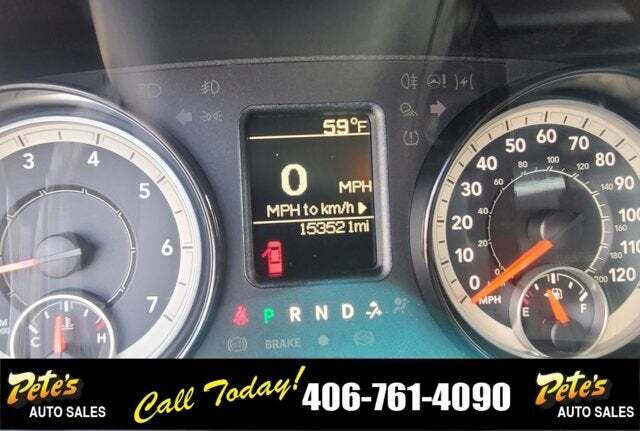 59°F
0 MPH
MPH to km/h
153521mi
P R N D
BRAKE
3 4 5 6 7
C H
0 10 20 30 40 50 60 70 80 90 100 110 120
MPH
E F
Pete's
AUTO SALES
Call Today! 406-761-4090
Pete's
AUTO SALES